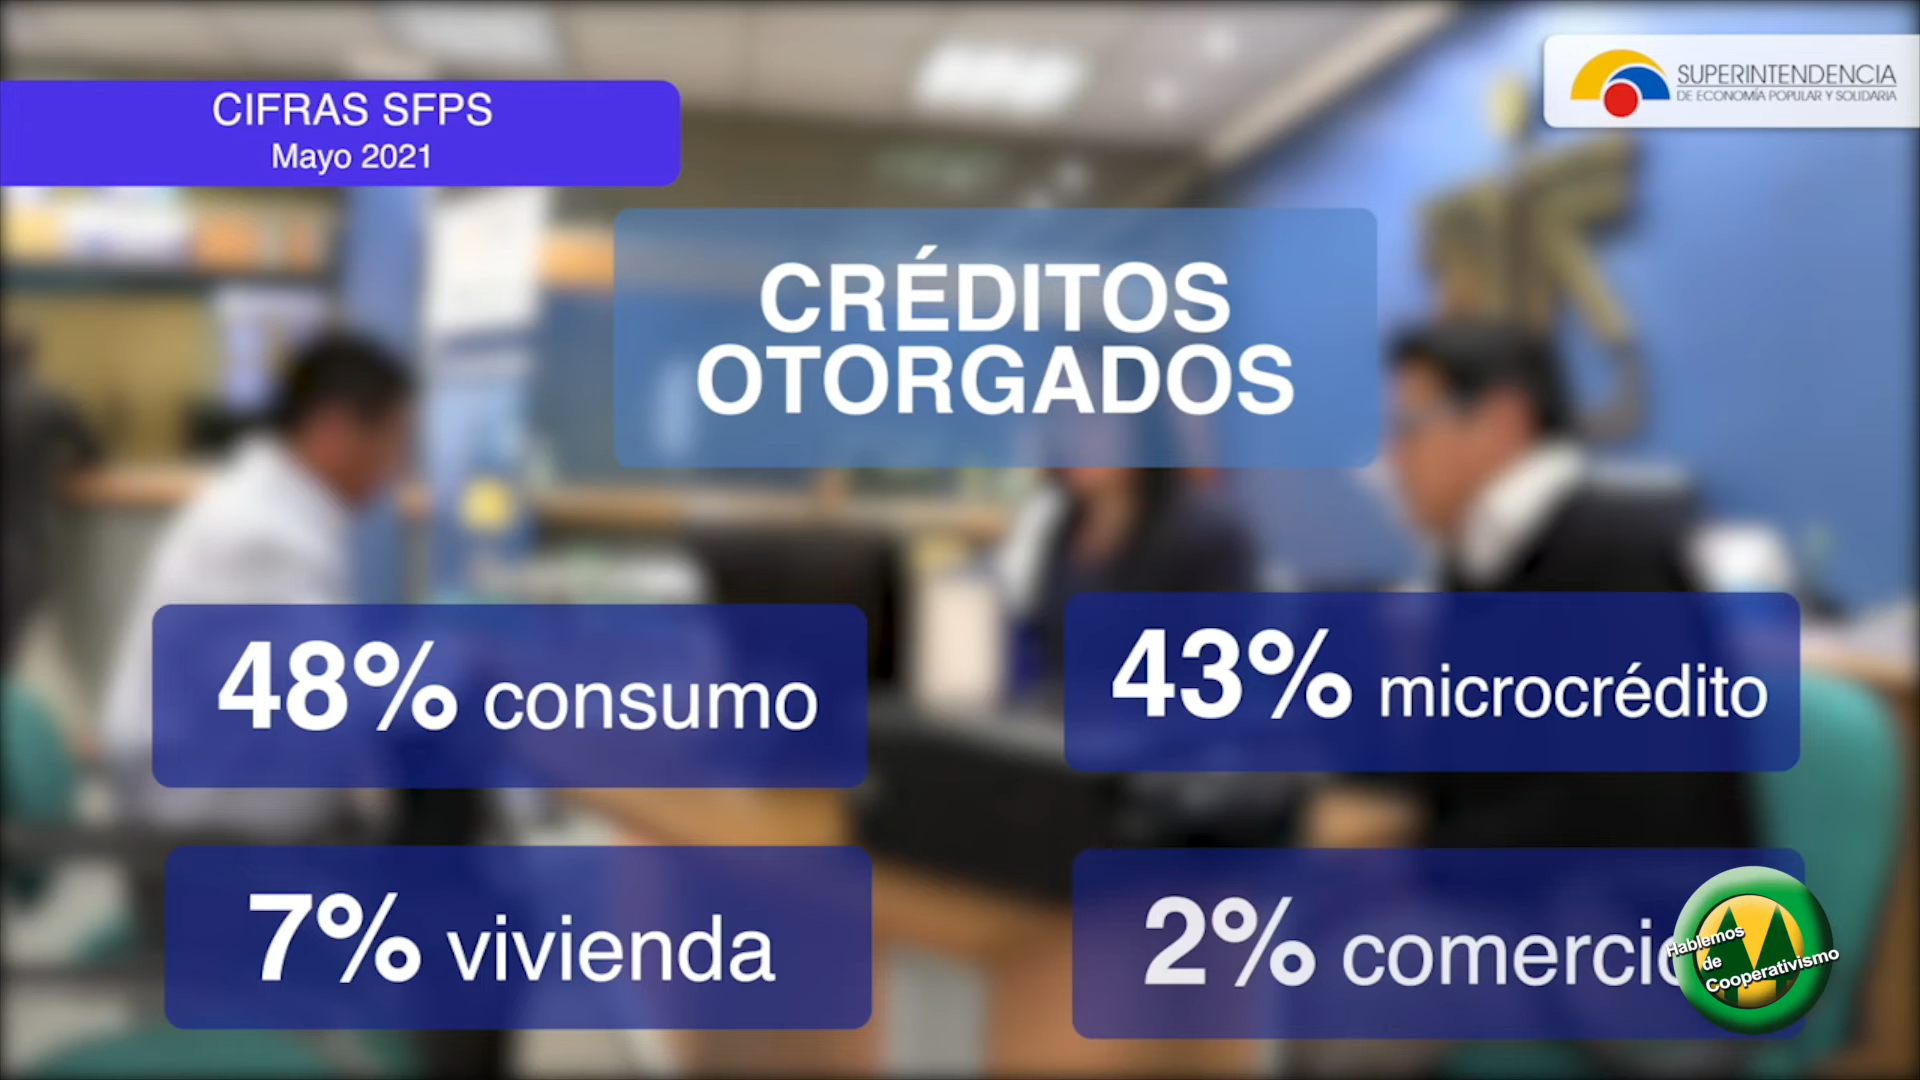 CIFRAS SFPS
Mayo 2021
SUPERINTENDENCIA
DE ECONOMÍA POPULAR Y SOLIDARIA
CRÉDITOS
OTORGADOS
48% consumo
43% microcrédito
7% vivienda
2%
Hablemos
de
Cooperativismo